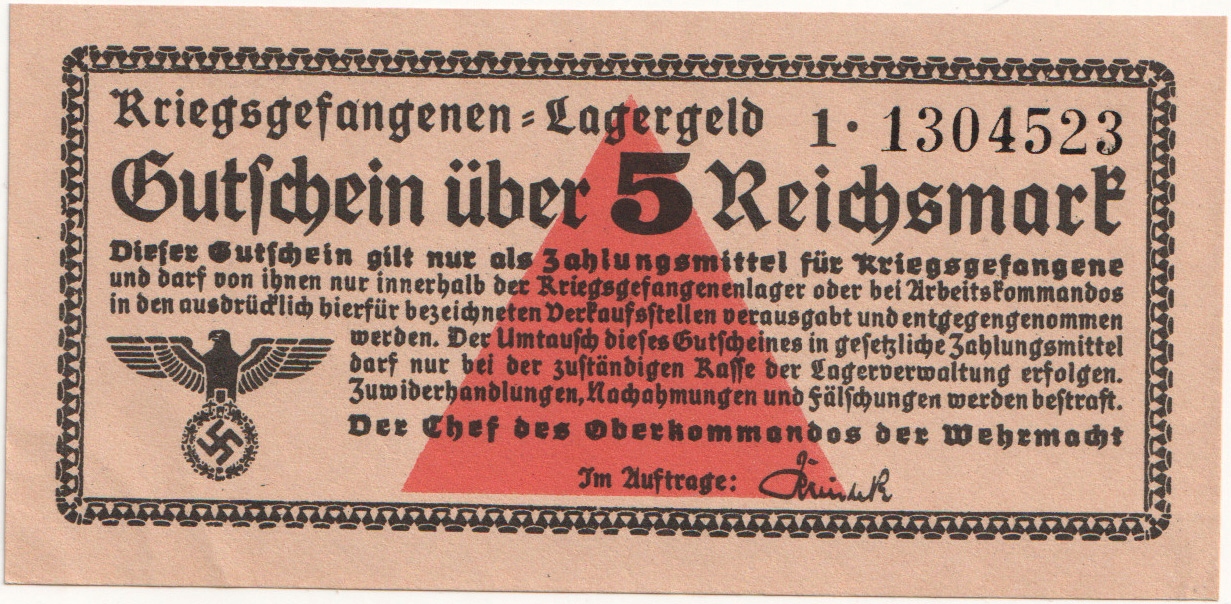 Kriegsgefangenen=Lagergeld 1 · 1304523
Gutschein über 5 Reichsmark
Dieser Gutschein gilt nur als Zahlungsmittel für Kriegsgefangene
und darf von ihnen nur innerhalb der Kriegsgefangenenlager oder bei Arbeitskommandos
in den ausdrücklich hierfür bezeichneten Verkaufsstellen verausgabt und entgegengenommen
werden. Der Umtausch dieses Gutscheines in gesetzliche Zahlungsmittel
darf nur bei der zuständigen Kasse der Lagerverwaltung erfolgen.
Zuwiderhandlungen, Nachahmungen und Fälschungen werden bestraft.
Der Chef des Oberkommandos der Wehrmacht
Im Auftrage: